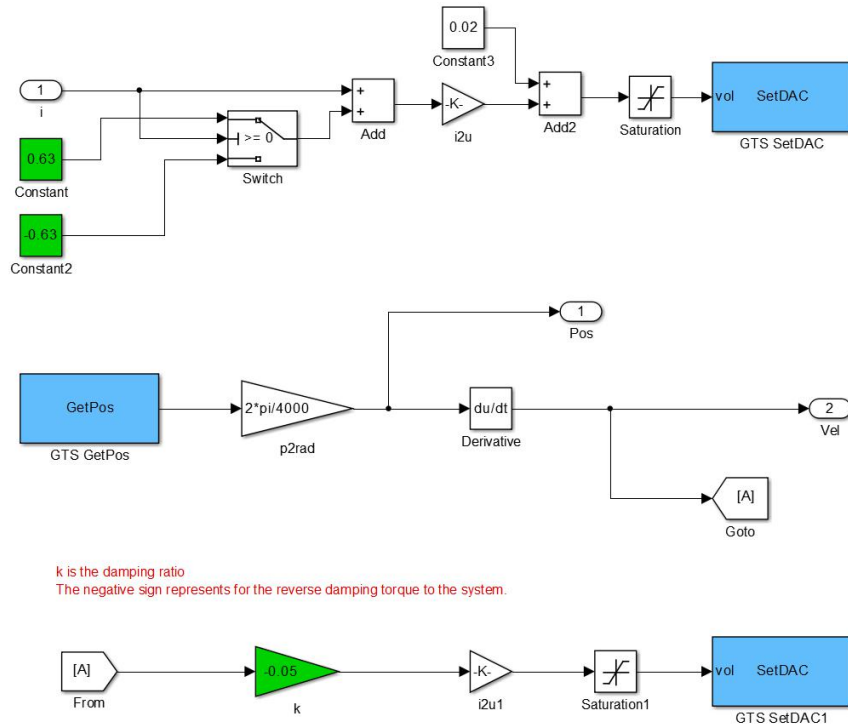 0.02
Constant3
1
i
+
+
Add
-K-
i2u
+
+
Add2
Saturation
vol SetDAC
GTS SetDAC
>= 0
Switch
0.63
Constant
-0.63
Constant2
1
Pos
GetPos
GTS GetPos
2*pi/4000
p2rad
du/dt
Derivative
2
Vel
[A]
Goto
k is the damping ratio
The negative sign represents for the reverse damping torque to the system.
[A]
From
-0.05
k
-K-
i2u1
Saturation1
vol SetDAC
GTS SetDAC1